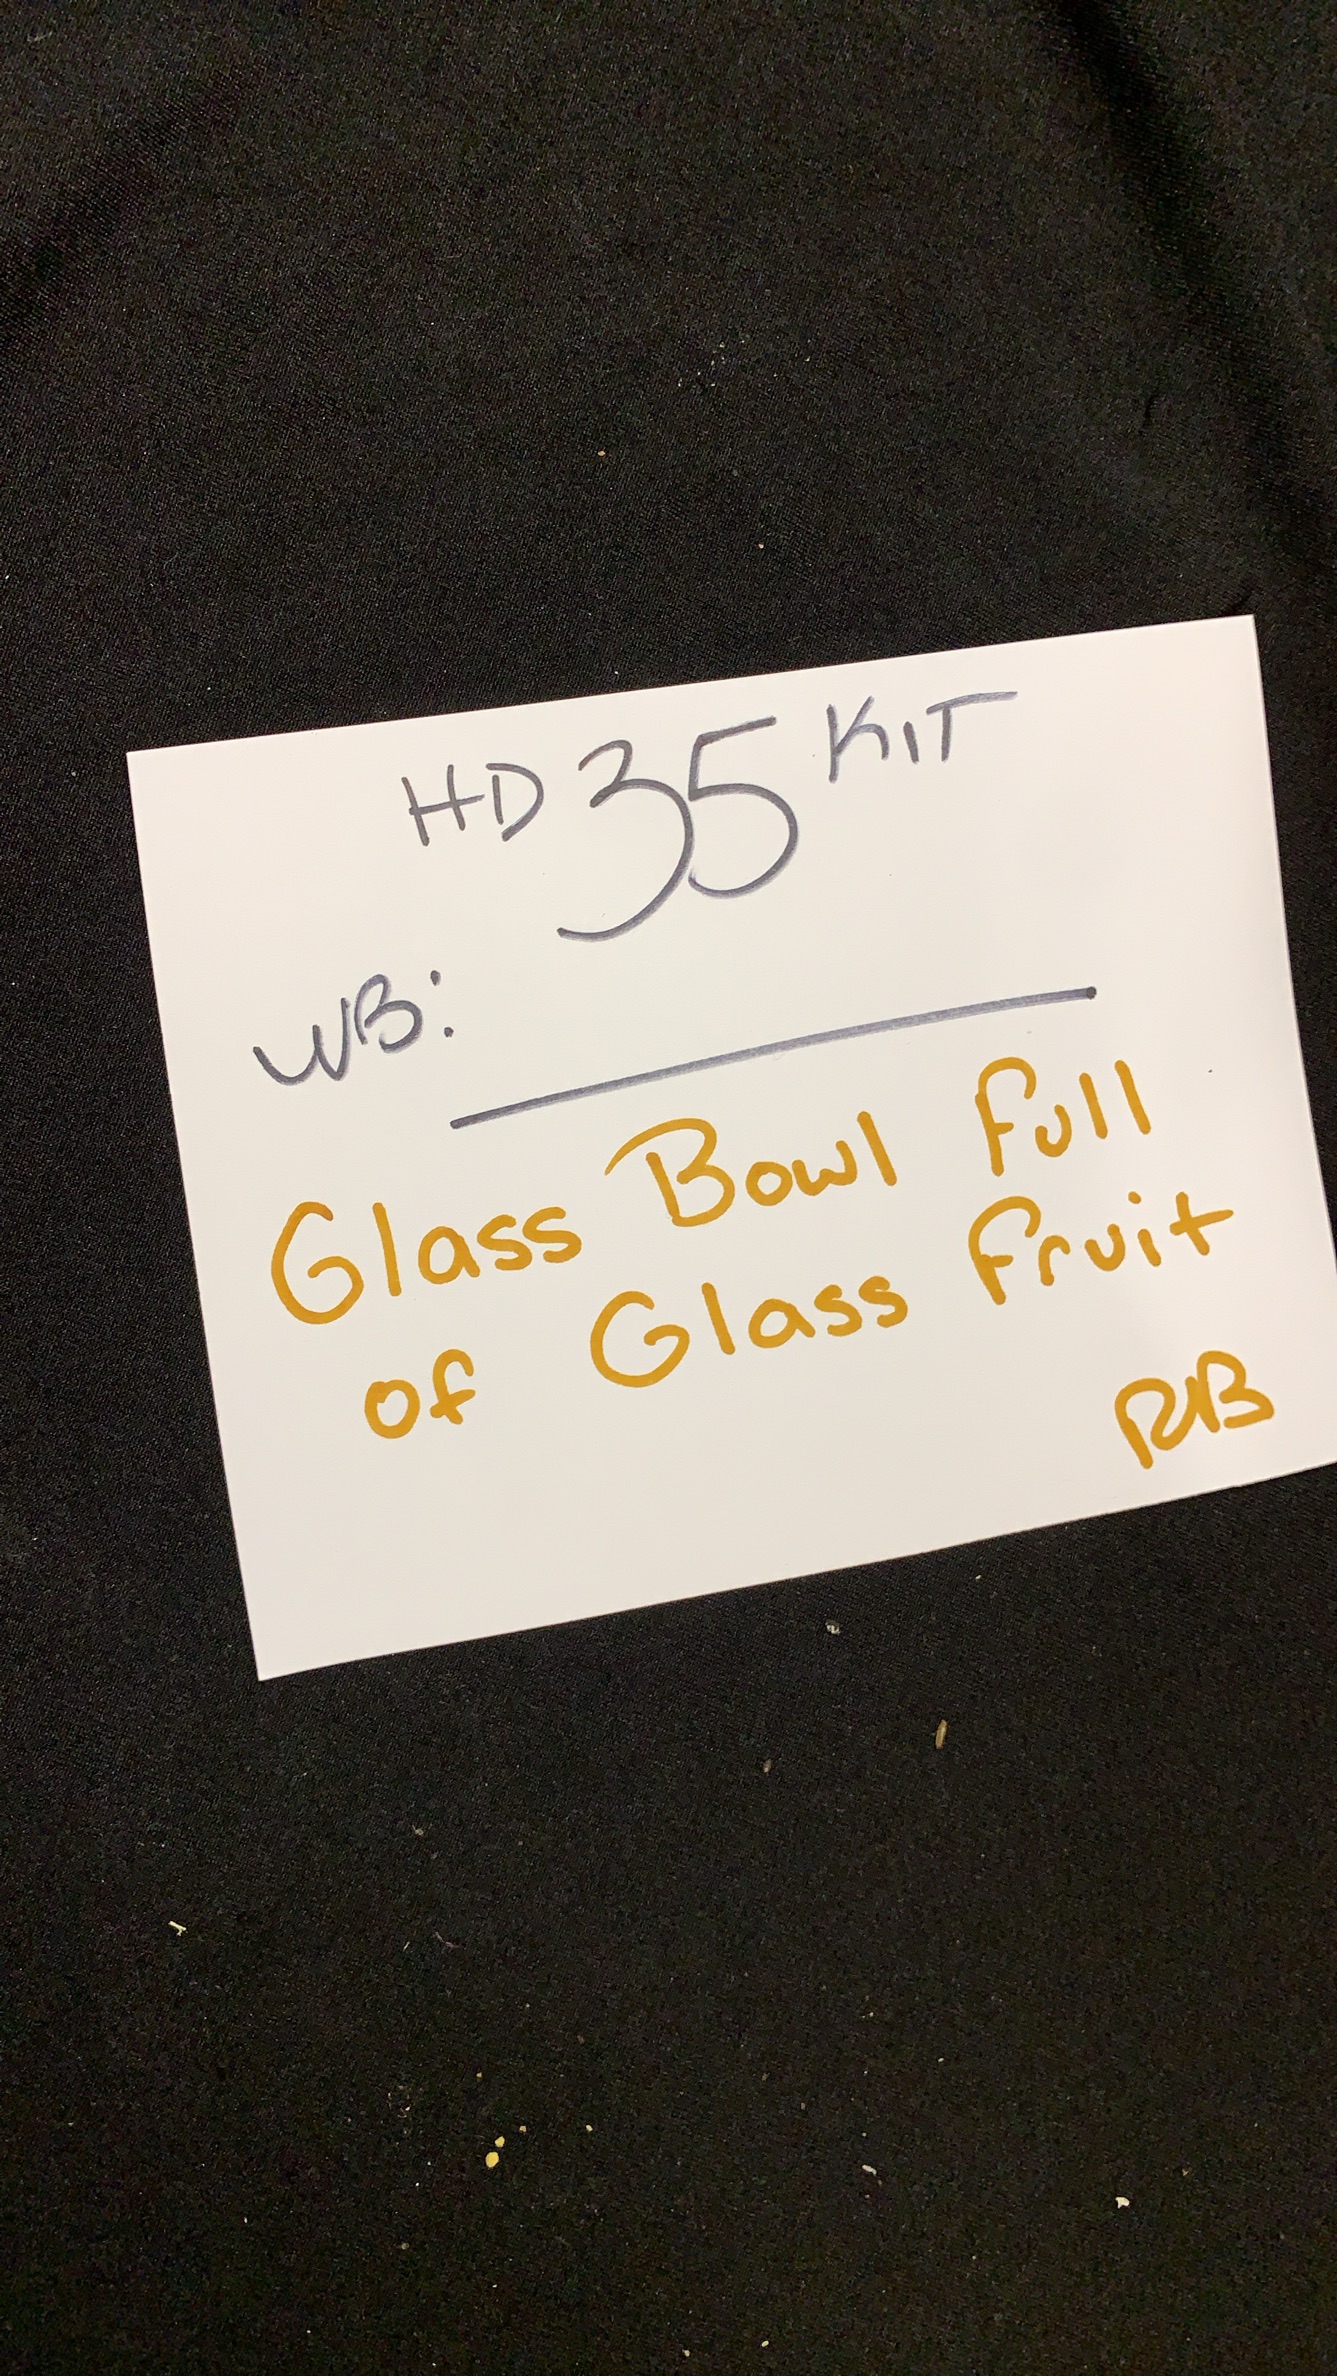 HD 35 KIT
WB:
Glass Bowl Full
of Glass Fruit
RB